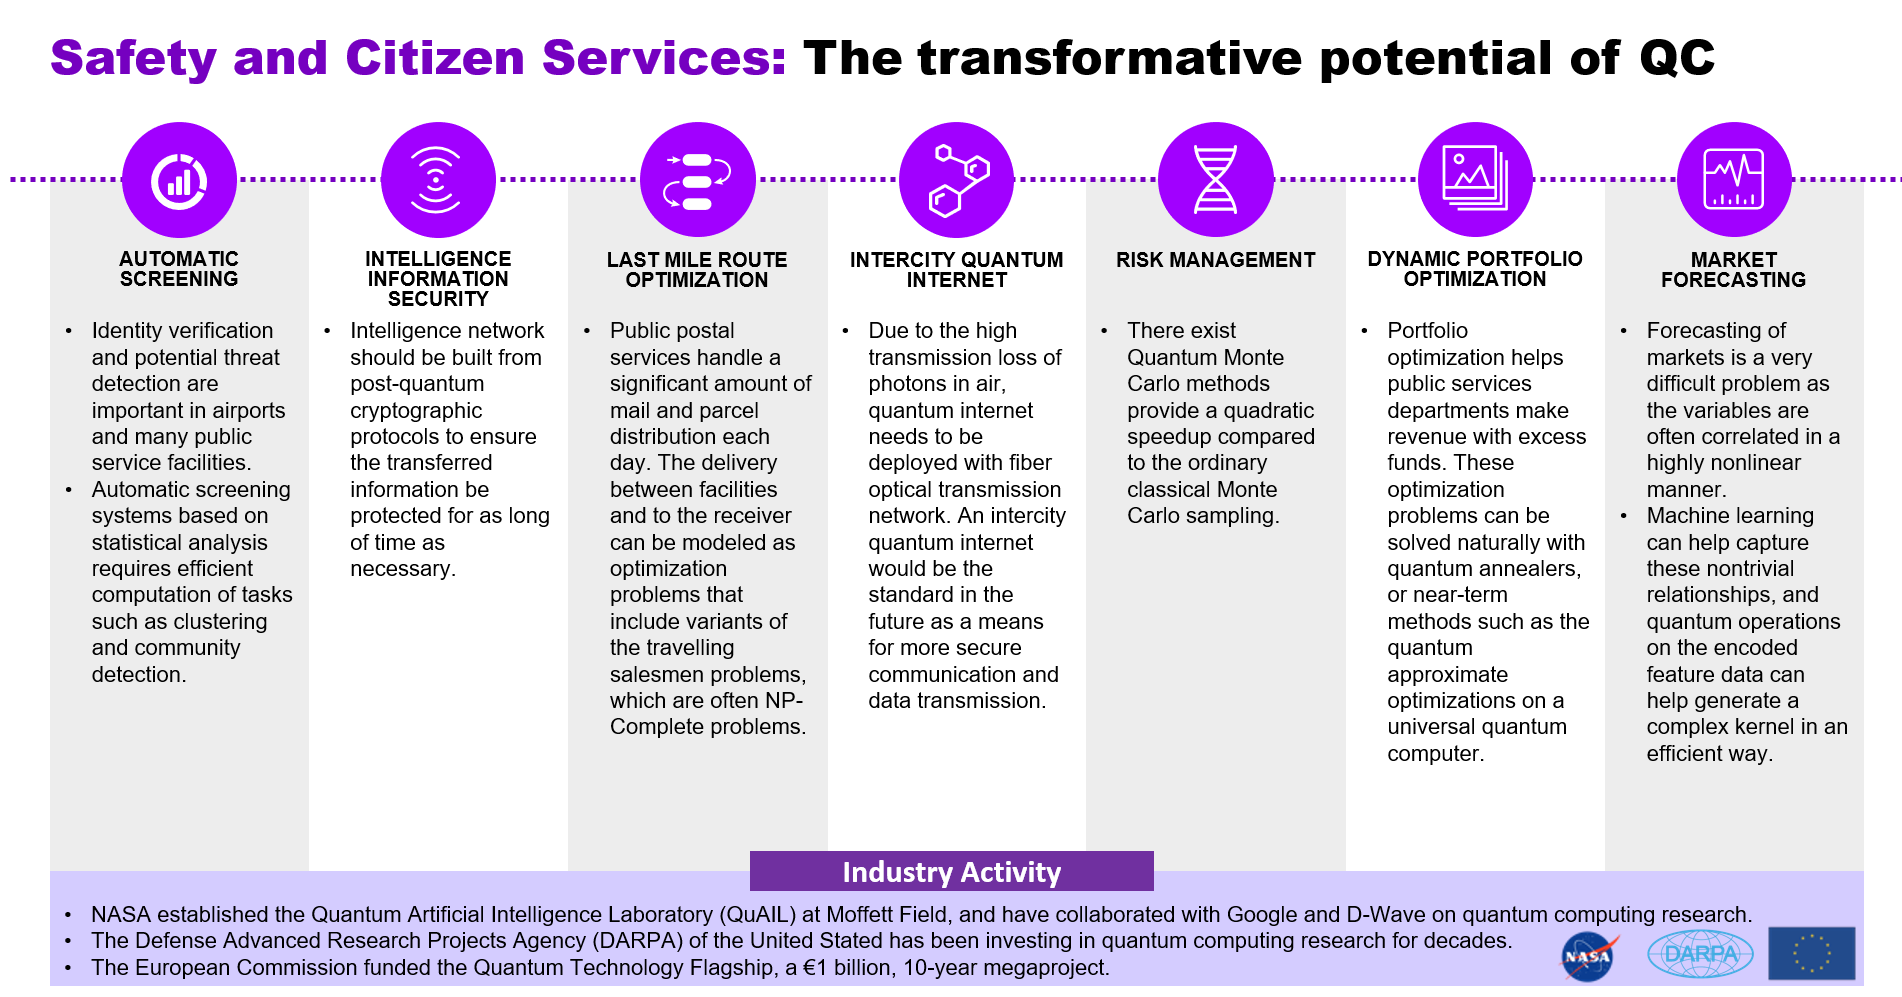 Safety and Citizen Services: The transformative potential of QC
AUTOMATIC
SCREENING
• Identity verification
and potential threat
detection are
important in airports
and many public
service facilities.
• Automatic screening
systems based on
statistical analysis
requires efficient
computation of tasks
such as clustering
and community
detection.
INTELLIGENCE
INFORMATION
SECURITY
• Intelligence network
should be built from
post-quantum
cryptographic
protocols to ensure
the transferred
information be
protected for as long
of time as
necessary.
LAST MILE ROUTE
OPTIMIZATION
• Public postal
services handle a
significant amount of
mail and parcel
distribution each
day. The delivery
between facilities
and to the receiver
can be modeled as
optimization
problems that
include variants of
the travelling
salesmen problems,
which are often NP-
Complete problems.
INTERCITY QUANTUM
INTERNET
• Due to the high
transmission loss of
photons in air,
quantum internet
needs to be
deployed with fiber
optical transmission
network. An intercity
quantum internet
would be the
standard in the
future as a means
for more secure
communication and
data transmission.
RISK MANAGEMENT
• There exist
Quantum Monte
Carlo methods
provide a quadratic
speedup compared
to the ordinary
classical Monte
Carlo sampling.
DYNAMIC PORTFOLIO
OPTIMIZATION
• Portfolio
optimization helps
public services
departments make
revenue with excess
funds. These
optimization
problems can be
solved naturally with
quantum annealers,
or near-term
methods such as the
quantum
approximate
optimizations on a
universal quantum
computer.
MARKET
FORECASTING
• Forecasting of
markets is a very
difficult problem as
the variables are
often correlated in a
highly nonlinear
manner.
• Machine learning
can help capture
these nontrivial
relationships, and
quantum operations
on the encoded
feature data can
help generate a
complex kernel in an
efficient way.
Industry Activity
• NASA established the Quantum Artificial Intelligence Laboratory (QuAIL) at Moffett Field, and have collaborated with Google and D-Wave on quantum computing research.
• The Defense Advanced Research Projects Agency (DARPA) of the United Stated has been investing in quantum computing research for decades.
• The European Commission funded the Quantum Technology Flagship, a €1 billion, 10-year megaproject.
NASA
DARPA